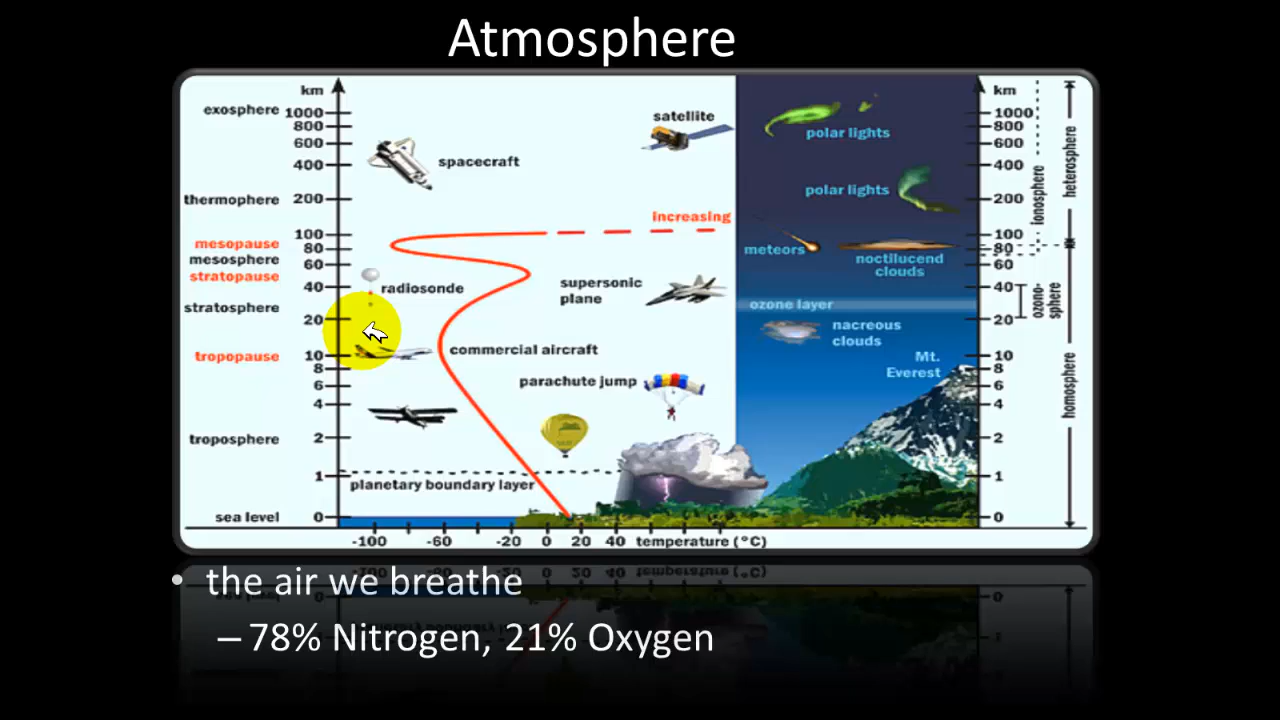 Atmosphere
km
km
exosphere
1000
1000
800
800
satellite
polar lights
600
600
400
spacecraft
400
thermophere
200
polar lights
200
increasing
100
100
mesopause
80
meteors
80
mesosphere
60
noctilucend
clouds
60
stratopause
40
radiosonde
supersonic
plane
40
stratosphere
ozone layer
20
20
nacreous
clouds
tropopause
10
commercial aircraft
Mt.
Everest
10
8
8
6
parachute jump
6
4
4
troposphere
2
2
1
1
planetary boundary layer
sea level
0
0
-100
-60
-20
0
20
40
temperature (°C)
ionosphere
heterosphere
ozono-
sphere
homosphere
• the air we breathe
– 78% Nitrogen, 21% Oxygen